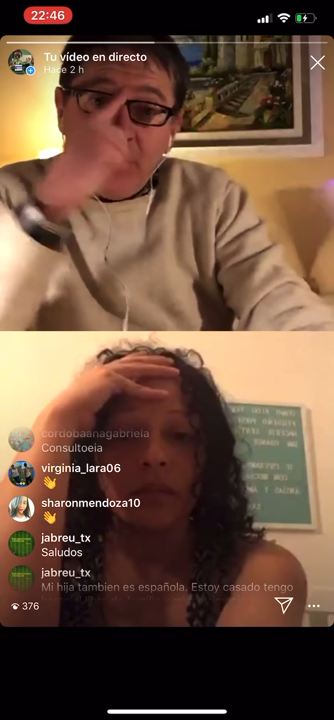 22:46
Tu vídeo en directo
Hace 2 h
cordobaanagabriela
Consultoeia
virginia_lara06
👋
sharonmendoza10
👋
jabreu_tx
Saludos
jabreu_tx
Mi hija tambien es española. Estoy casado tengo
376